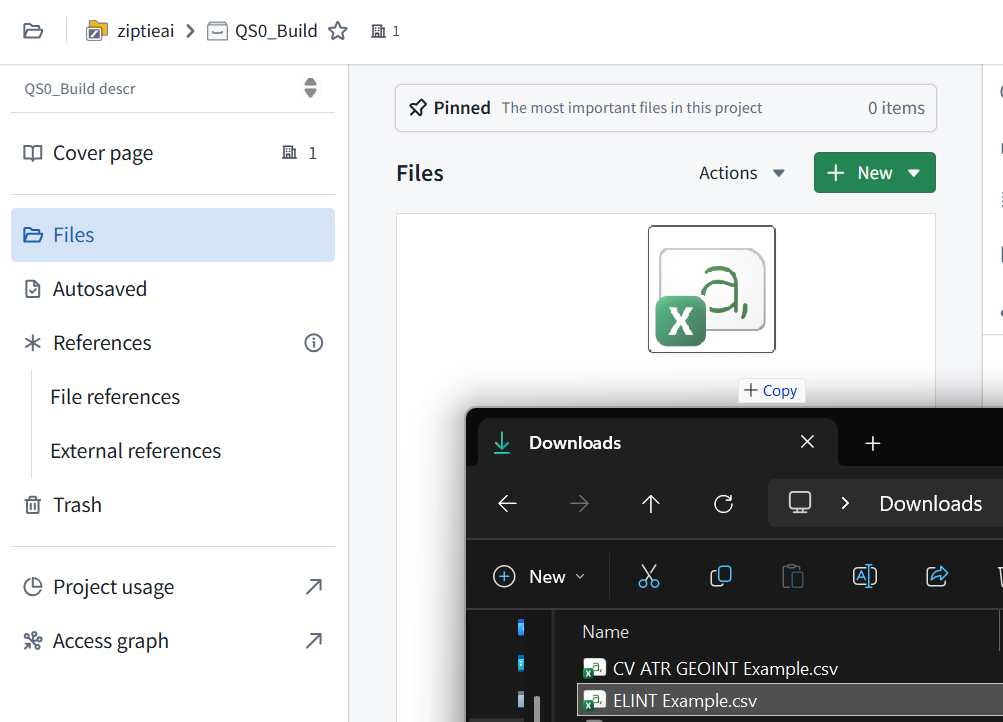 ziptieai > QS0_Build 1
QS0_Build descr
Cover page 1
Files
Autosaved
References
File references
External references
Trash
Project usage
Access graph
Pinned The most important files in this project 0 items
Files Actions + New
a,
X
+ Copy
Downloads
Downloads
New
Name
CV ATR GEOINT Example.csv
ELINT Example.csv